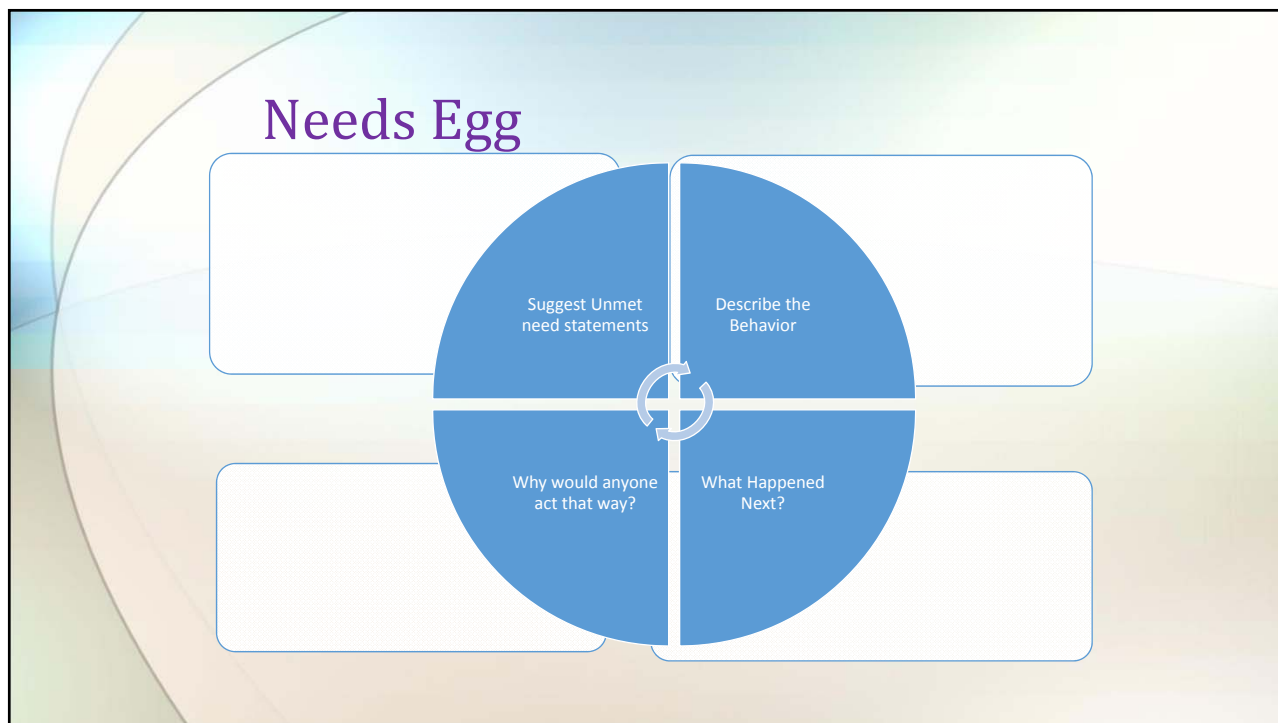 Needs Egg
Suggest Unmet
need statements
Describe the
Behavior
Why would anyone
act that way?
What Happened
Next?